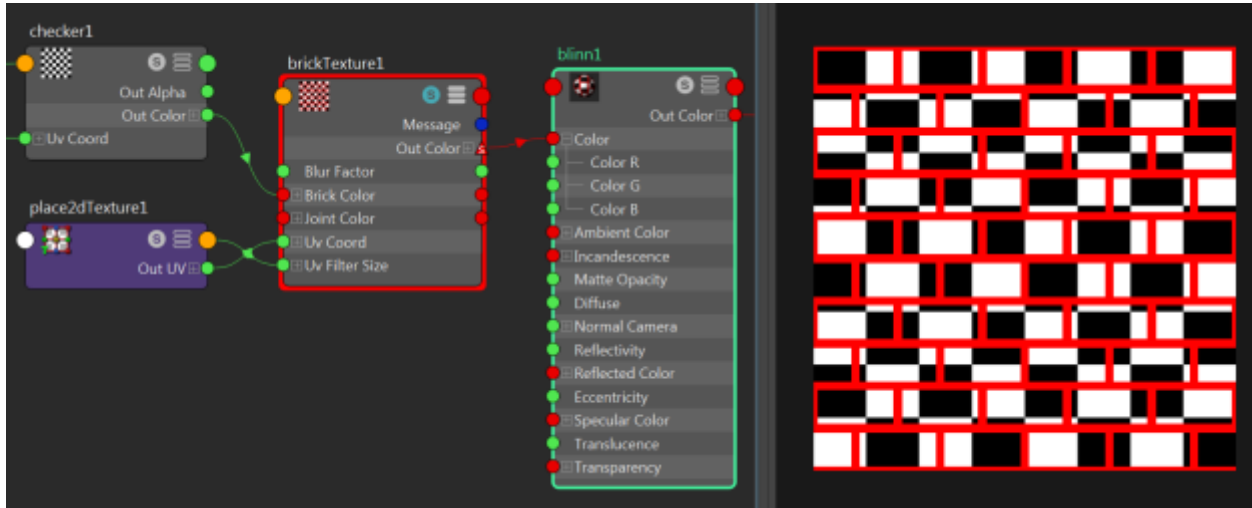 checker1
Out Alpha
Out Color
Uv Coord
place2dTexture1
Out UV
brickTexture1
Message
Out Color s
Blur Factor
Brick Color
Joint Color
Uv Coord
Uv Filter Size
blinn1
Out Color
Color
Color R
Color G
Color B
Ambient Color
Incandescence
Matte Opacity
Diffuse
Normal Camera
Reflectivity
Reflected Color
Eccentricity
Specular Color
Translucence
Transparency